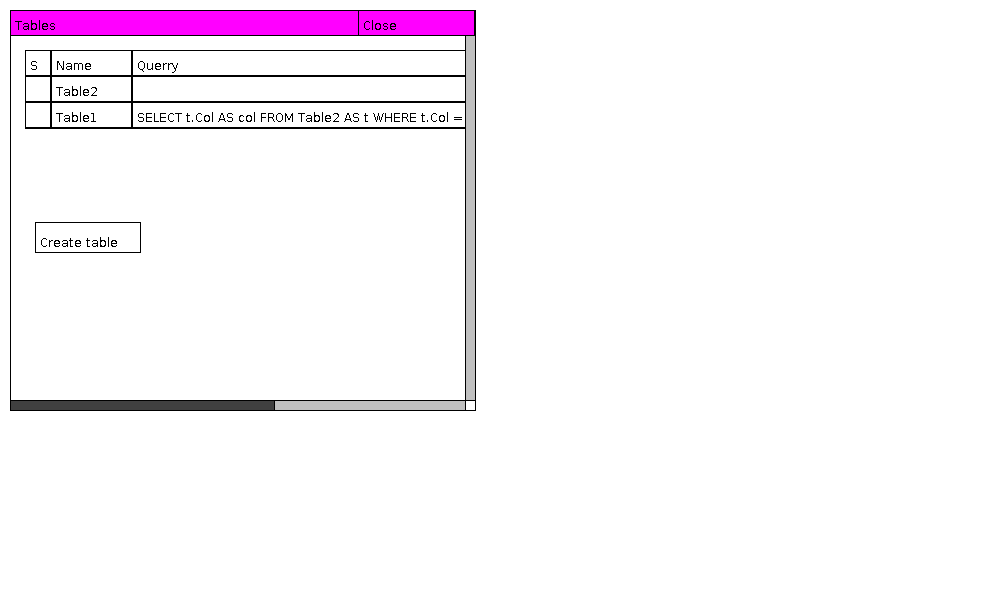 Tables Close
S Name Querry
Table2
Table1 SELECT t.Col AS col FROM Table2 AS t WHERE t.Col =
Create table